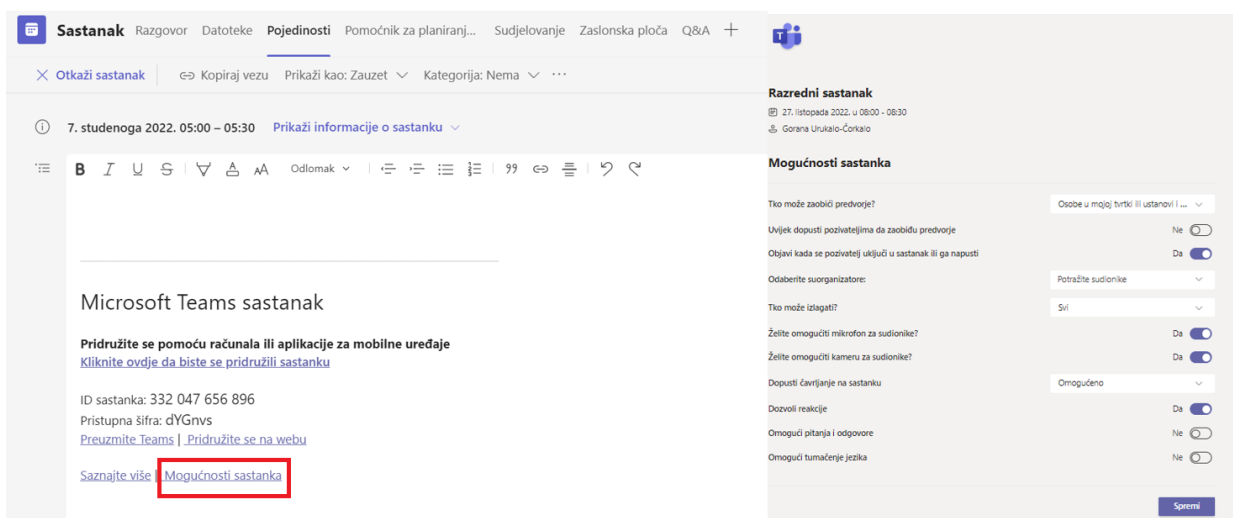 Sastanak Razgovor Datoteke Pojedinosti Pomoćnik za planiranj... Sudjelovanje Zaslonska ploča Q&A
Otkaži sastanak Kopiraj vezu Prikaži kao: Zauzet Kategorija: Nema ...
7. studenoga 2022. 05:00 – 05:30 Prikaži informacije o sastanku
B I U S A AA Odlomak
Microsoft Teams sastanak
Pridružite se pomoću računala ili aplikacije za mobilne uređaje
Kliknite ovdje da biste se pridružili sastanku
ID sastanka: 332 047 656 896
Pristupna šifra: dYGnvs
Preuzmite Teams | Pridružite se na webu
Saznajte više | Mogućnosti sastanka
T
Razredni sastanak
27. listopada 2022. u 08:00 - 08:30
Gorana Urukalo-Čorkalo
Mogućnosti sastanka
Tko može zaobići predvorje? Osobe u mojoj tvrtki ili ustanovi i ...
Uvijek dopusti pozivateljima da zaobiđu predvorje Ne
Objavi kada se pozivatelj uključi u sastanak ili ga napusti Da
Odaberite suorganizatore: Potražite sudionike
Tko može izlagati? Svi
Želite omogućiti mikrofon za sudionike? Da
Želite omogućiti kameru za sudionike? Da
Dopusti čavrljanje na sastanku Omogućeno
Dozvoli reakcije Da
Omogući pitanja i odgovore Ne
Omogući tumačenje jezika Ne
Spremi